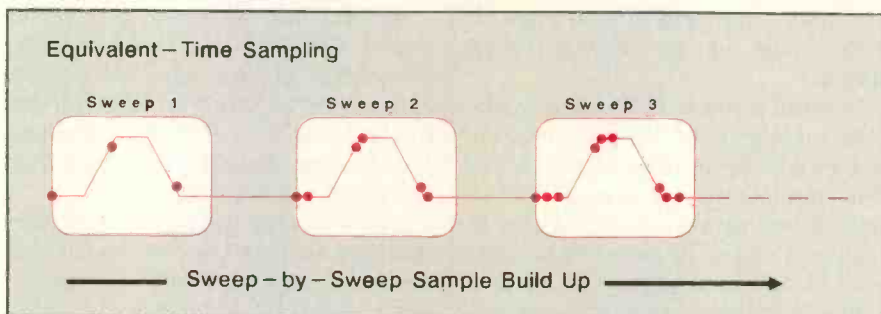 Equivalent-Time Sampling
Sweep 1 Sweep 2 Sweep 3
Sweep-by-Sweep Sample Build Up